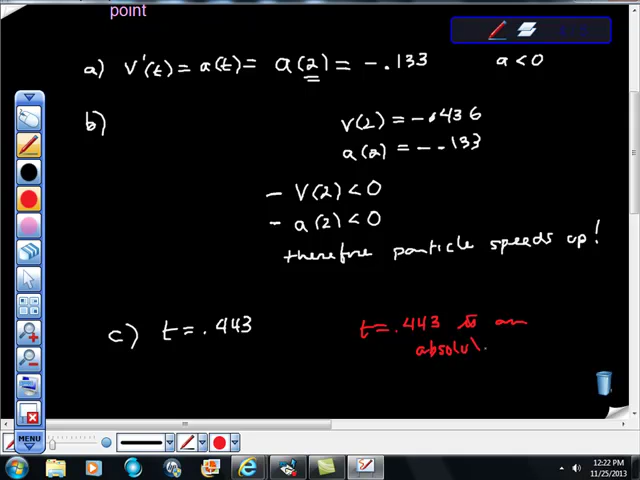 point
a) v'(t) = a(t) = a(2) = -.133 a < 0
b)
v(2) = -.436
a(2) = -.133
- v(2) < 0
- a(2) < 0
therefore particle speeds up!
c) t = .443
t = .443 is an
absolu
MENU
12:22 PM
11/25/2013